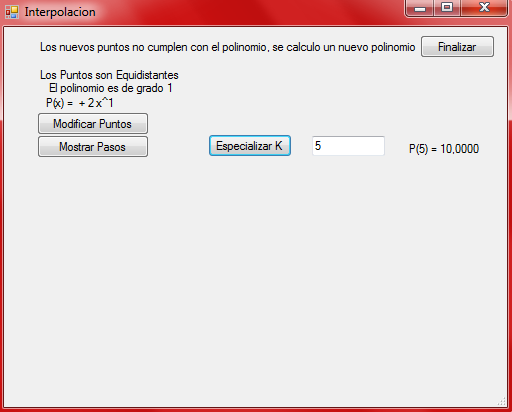 Interpolacion
Los nuevos puntos no cumplen con el polinomio, se calculo un nuevo polinomio
Finalizar
Los Puntos son Equidistantes
El polinomio es de grado 1
P(x) = + 2 x^1
Modificar Puntos
Mostrar Pasos
Especializar K
5
P(5) = 10,0000